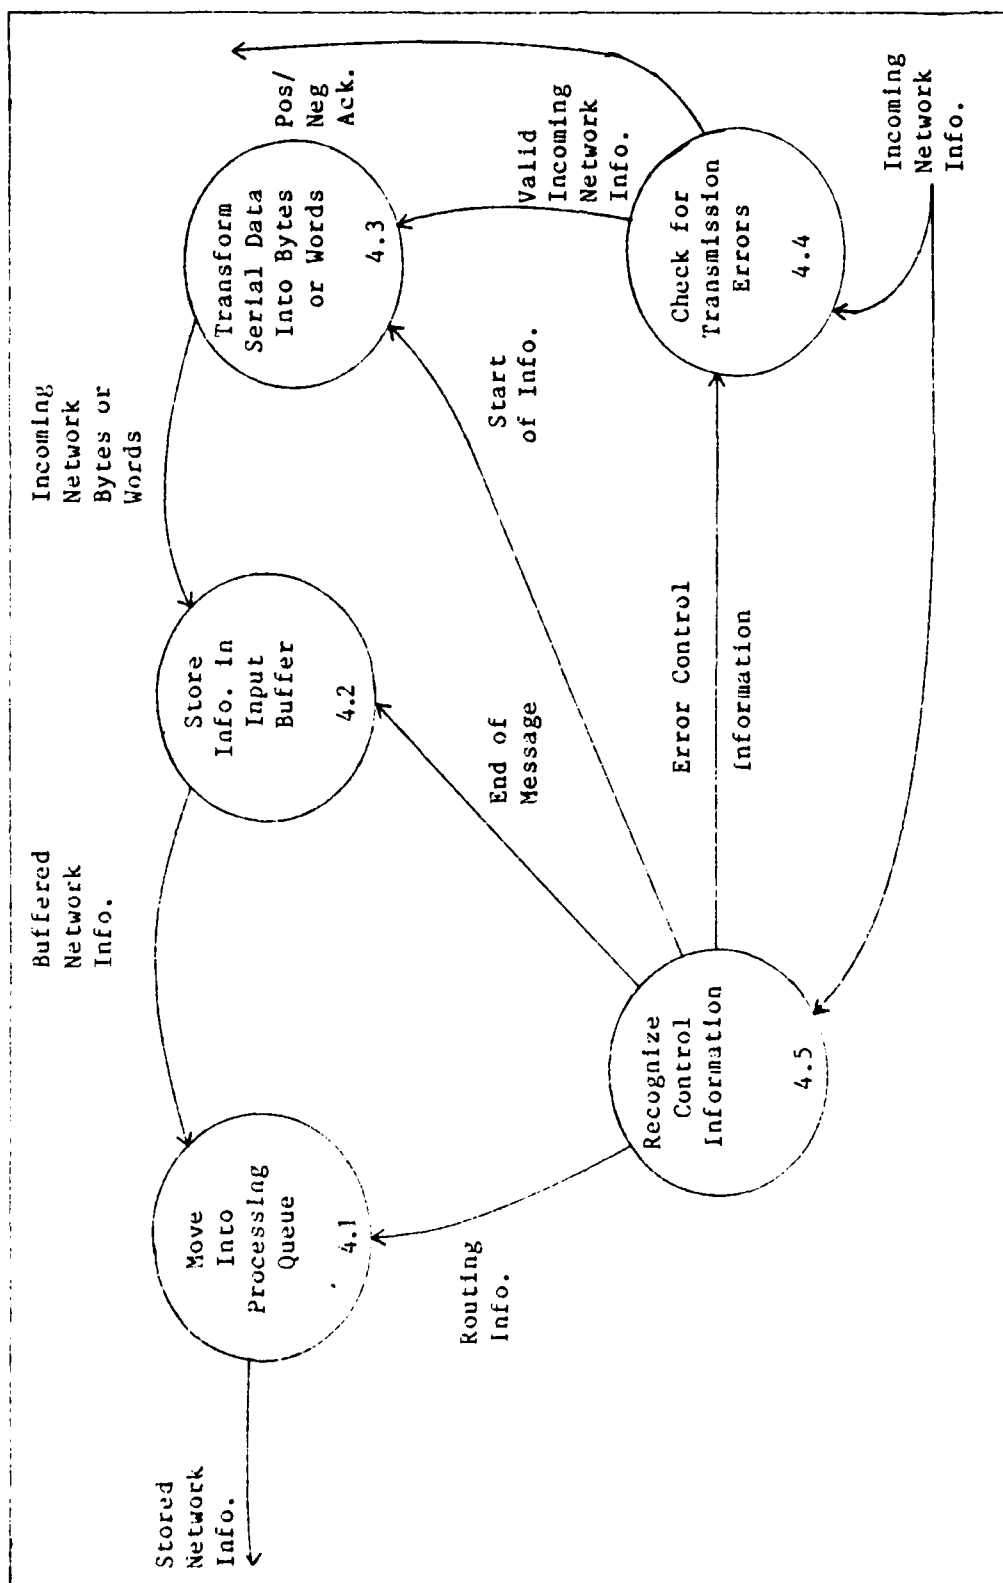 Stored
Network
Info.
Buffered
Network
Info.
Incoming
Network
Bytes or
Words
Move
Into
Processing
Queue
4.1
Store
Info. in
Input
Buffer
4.2
Transform
Serial Data
Into Bytes
or Words
4.3
Pos/
Neg
Ack.
Routing
Info.
End of
Message
Start
of Info.
Valid
Incoming
Network
Info.
Recognize
Control
Information
4.5
Error Control
Information
Check for
Transmission
Errors
4.4
Incoming
Network
Info.